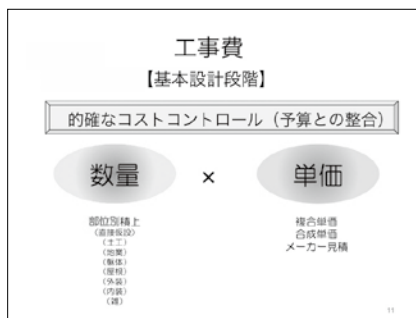 工事費
【基本設計段階】
的確なコストコントロール（予算との整合）
数量 × 単価
部位別積上
（直接仮設）
（土工）
（地業）
（躯体）
（屋根）
（外装）
（内装）
（雑）
複合単価
合成単価
メーカー見積
11